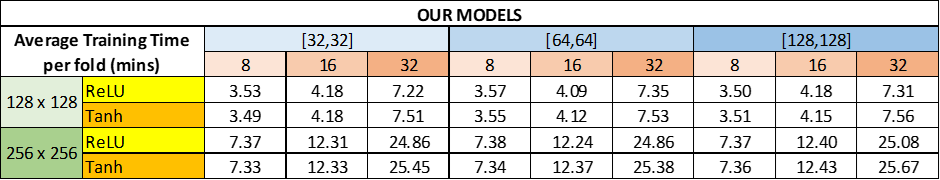 OUR MODELS
Average Training Time per fold (mins) [32,32] [64,64] [128,128]
8 16 32 8 16 32 8 16 32
128 x 128 ReLU 3.53 4.18 7.22 3.57 4.09 7.35 3.50 4.18 7.31
Tanh 3.49 4.18 7.51 3.55 4.12 7.53 3.51 4.15 7.56
256 x 256 ReLU 7.37 12.31 24.86 7.38 12.24 24.86 7.37 12.40 25.08
Tanh 7.33 12.33 25.45 7.34 12.37 25.38 7.36 12.43 25.67